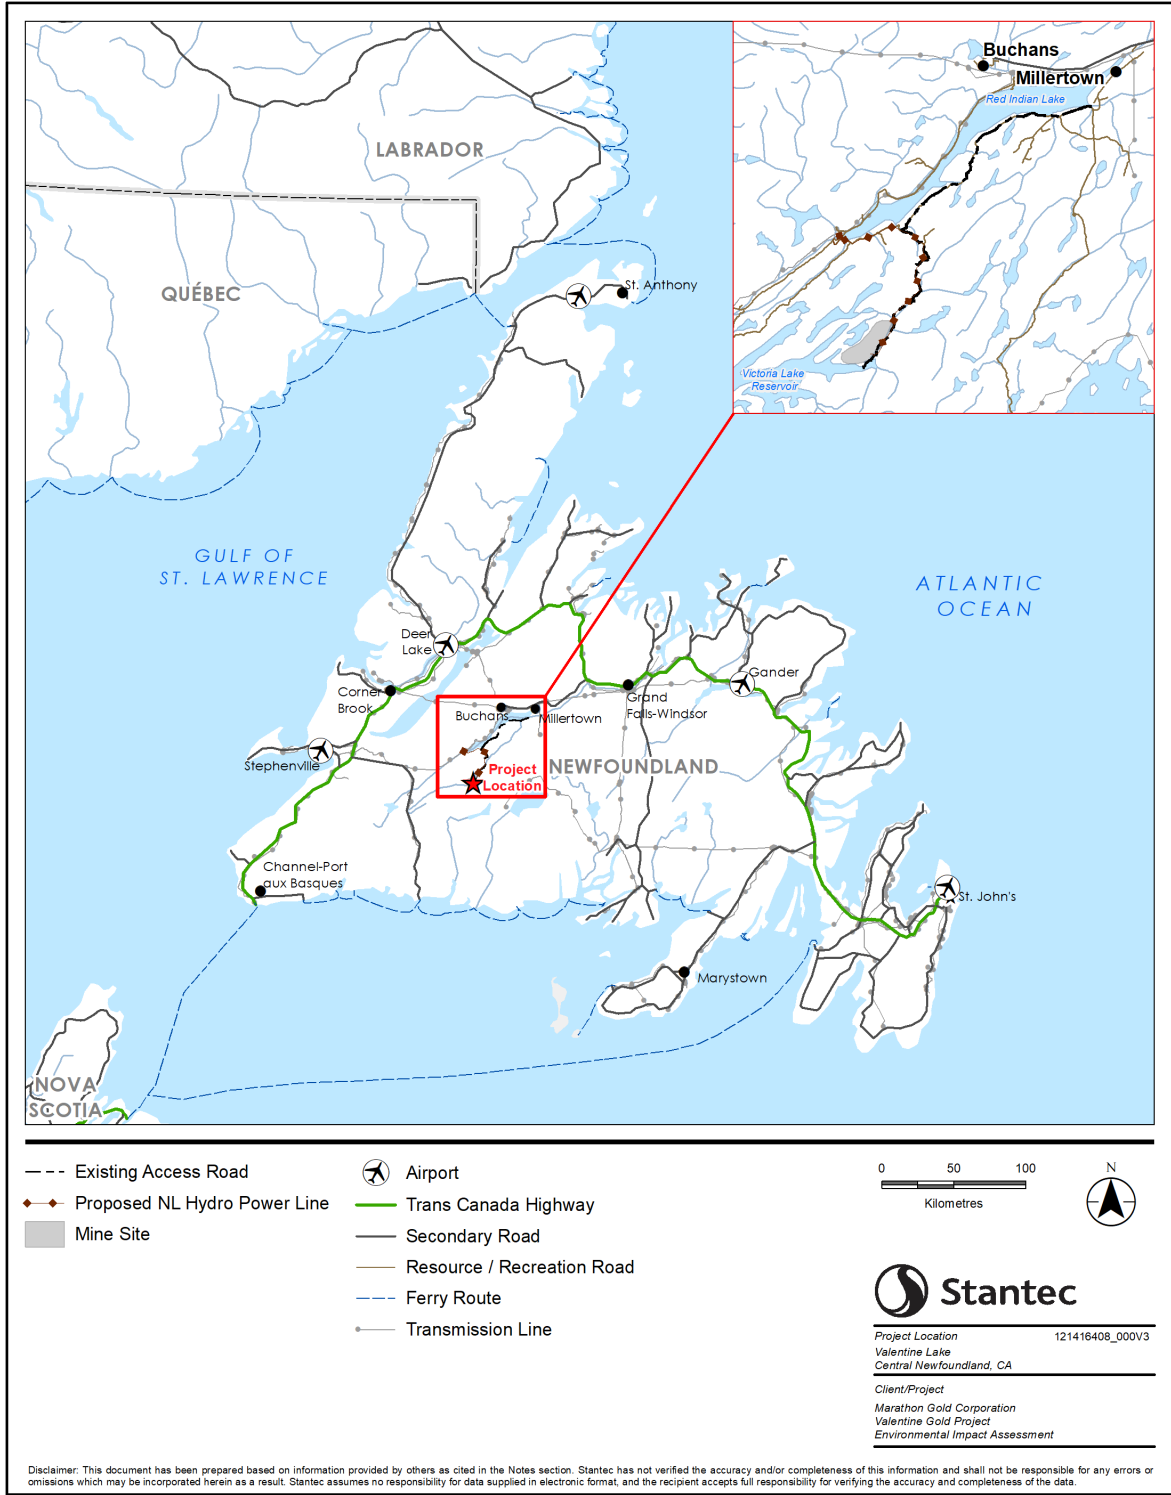 Buchans
Millertown
Red Indian Lake
Victoria Lake
Reservoir
LABRADOR
QUÉBEC
St. Anthony
GULF OF
ST. LAWRENCE
ATLANTIC
OCEAN
Deer
Lake
Gander
Corner
Brook
Grand
Falls-Windsor
Buchans
Millertown
Stephenville
NEWFOUNDLAND
Project
Location
Channel-Port
aux Basques
St. John's
Marystown
NOVA
SCOTIA
Existing Access Road
Proposed NL Hydro Power Line
Mine Site
Airport
Trans Canada Highway
Secondary Road
Resource / Recreation Road
Ferry Route
Transmission Line
0 50 100
Kilometres
N
Stantec
Project Location 121416408_000V3
Valentine Lake
Central Newfoundland, CA
Client/Project
Marathon Gold Corporation
Valentine Gold Project
Environmental Impact Assessment
Disclaimer: This document has been prepared based on information provided by others as cited in the Notes section. Stantec has not verified the accuracy and/or completeness of this information and shall not be responsible for any errors or
omissions which may be incorporated herein as a result. Stantec assumes no responsibility for data supplied in electronic format, and the recipient accepts full responsibility for verifying the accuracy and completeness of the data.